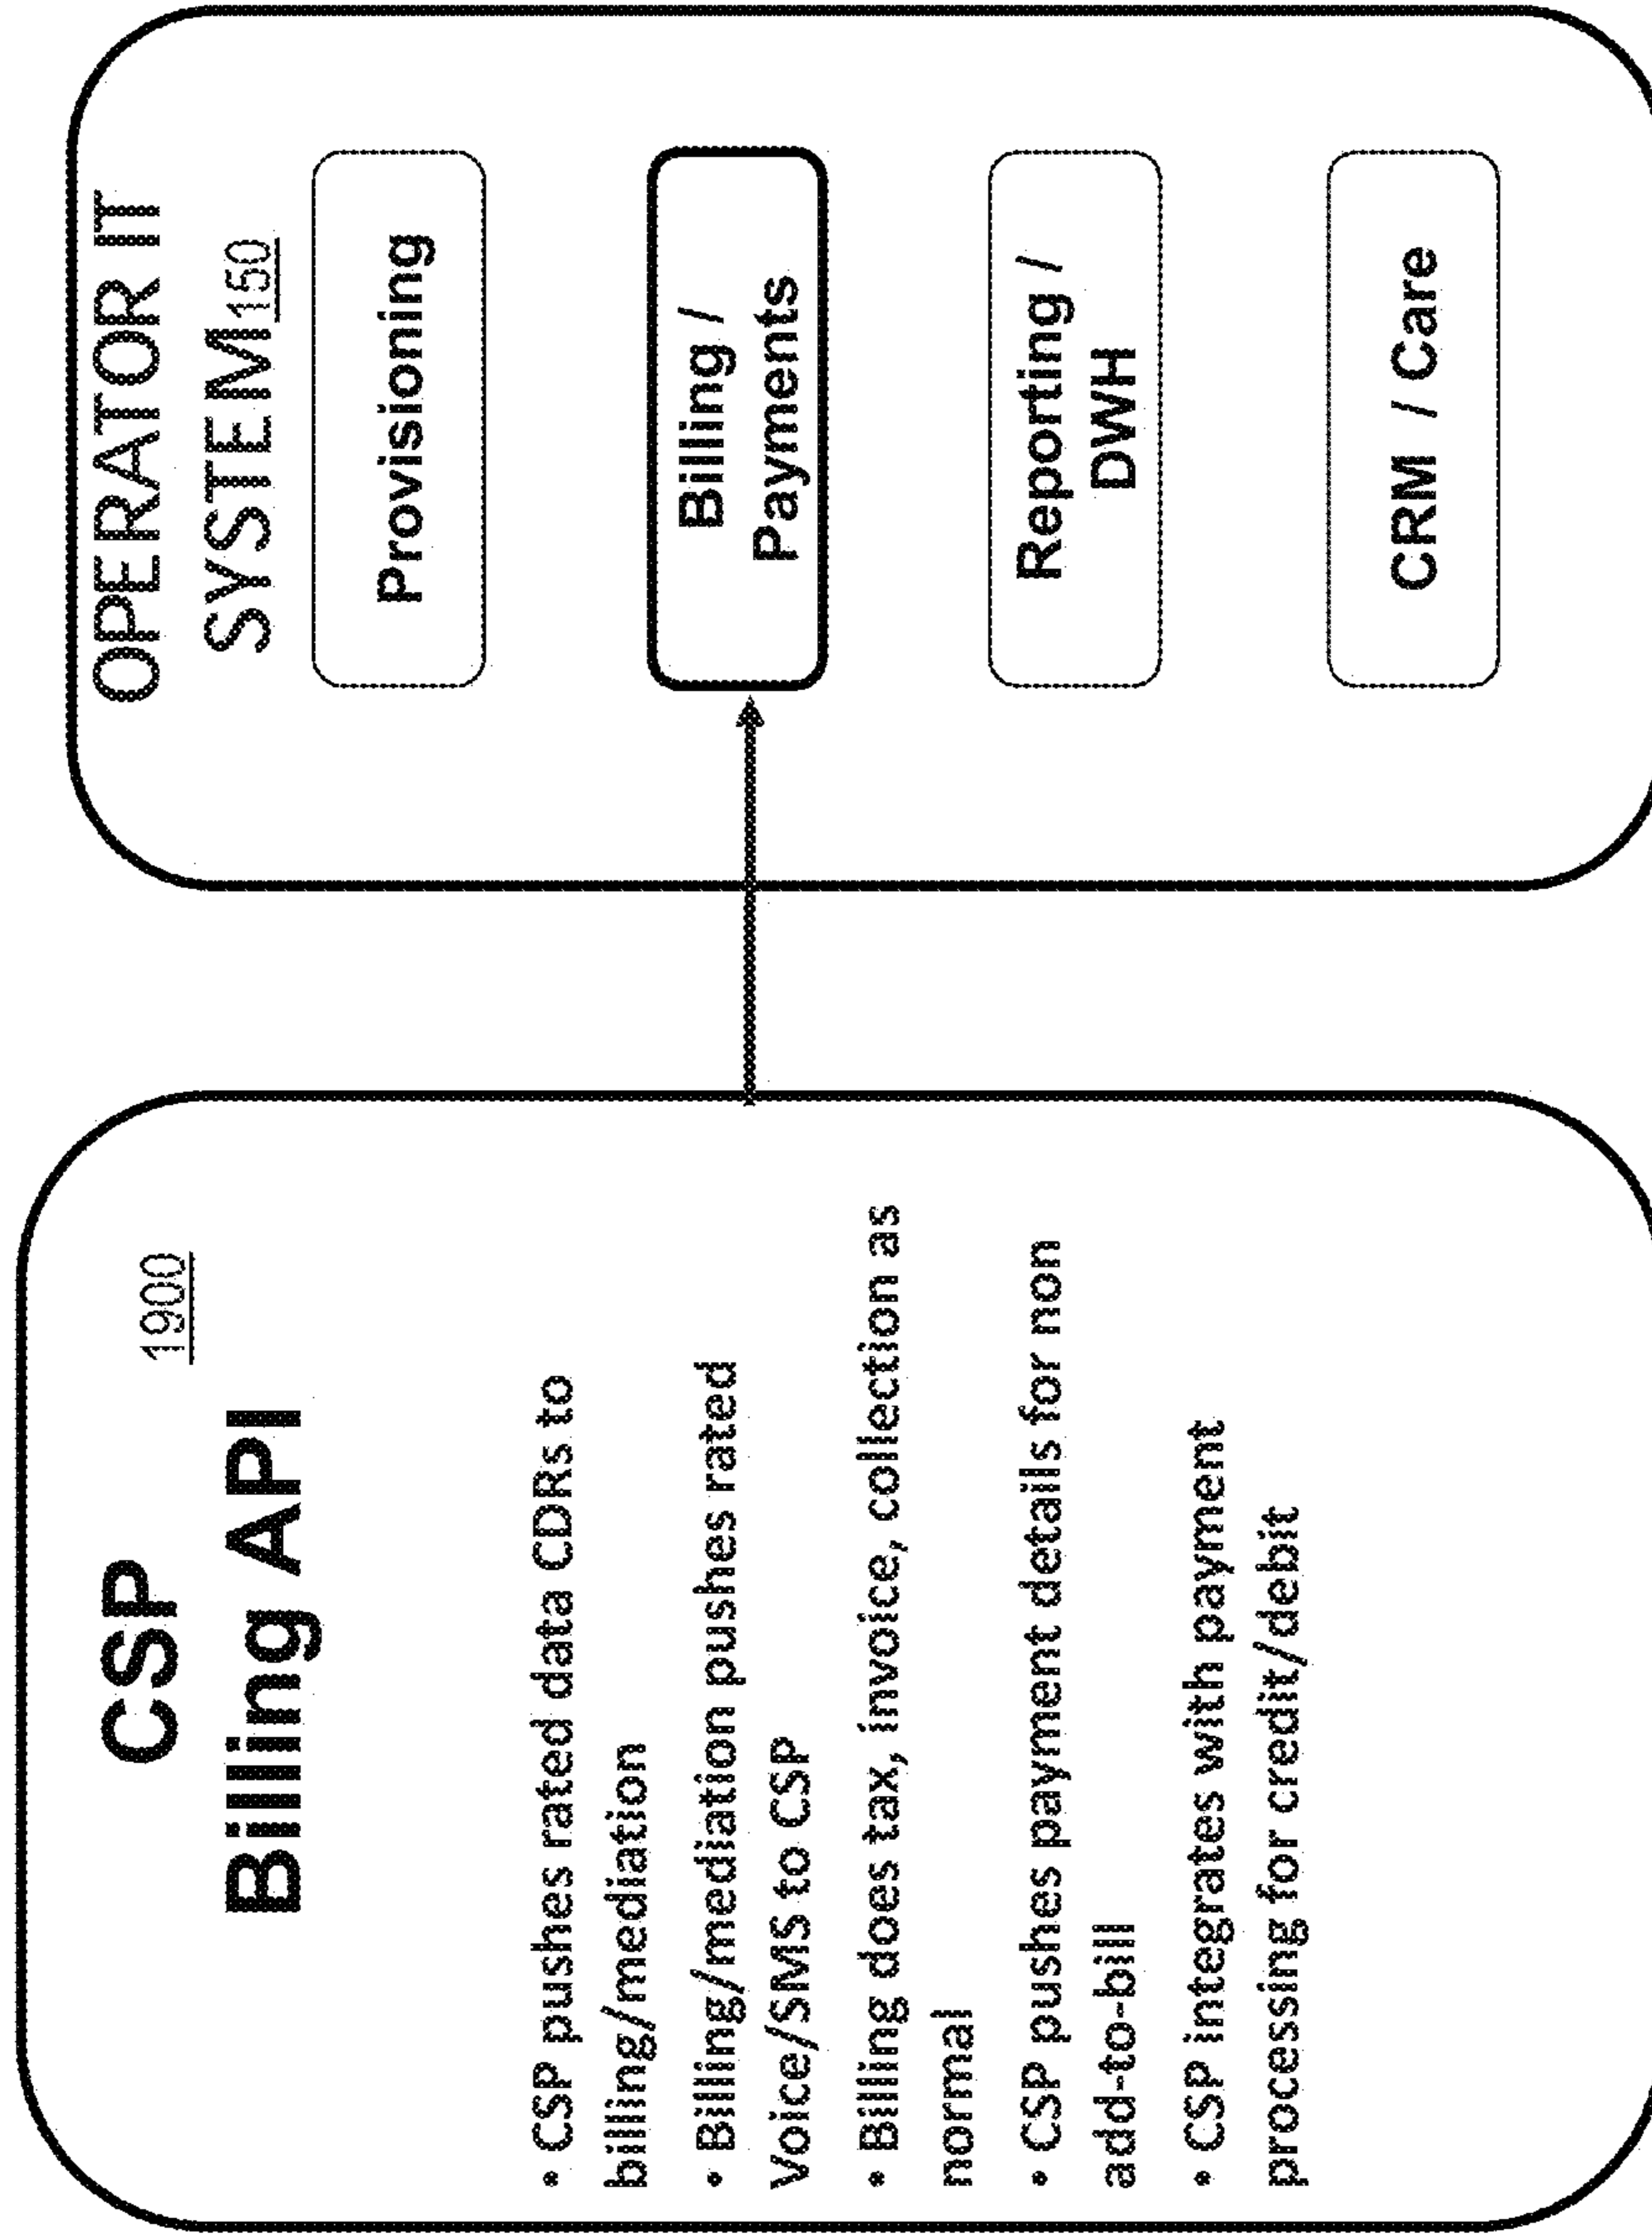 CSP
Billing API
1900
• CSP pushes rated data CDRs to
billing/mediation
• Billing/mediation pushes rated
Voice/SMS to CSP
• Billing does tax, invoice, collection as
normal
• CSP pushes payment details for non
add-to-bill
• CSP integrates with payment
processing for credit/debit
OPERATOR IT
SYSTEM 150
Provisioning
Billing /
Payments
Reporting /
DWH
CRM / Care